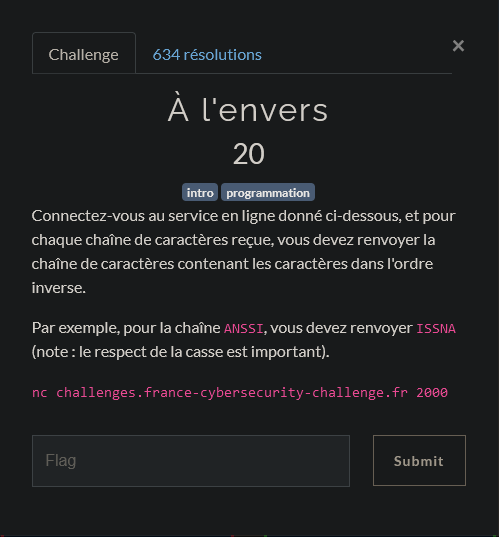 Challenge
634 résolutions
×
À l'envers
20
intro programmation
Connectez-vous au service en ligne donné ci-dessous, et pour
chaque chaîne de caractères reçue, vous devez renvoyer la
chaîne de caractères contenant les caractères dans l'ordre
inverse.
Par exemple, pour la chaîne ANSSI, vous devez renvoyer ISSNA
(note : le respect de la casse est important).
nc challenges.france-cybersecurity-challenge.fr 2000
Flag
Submit